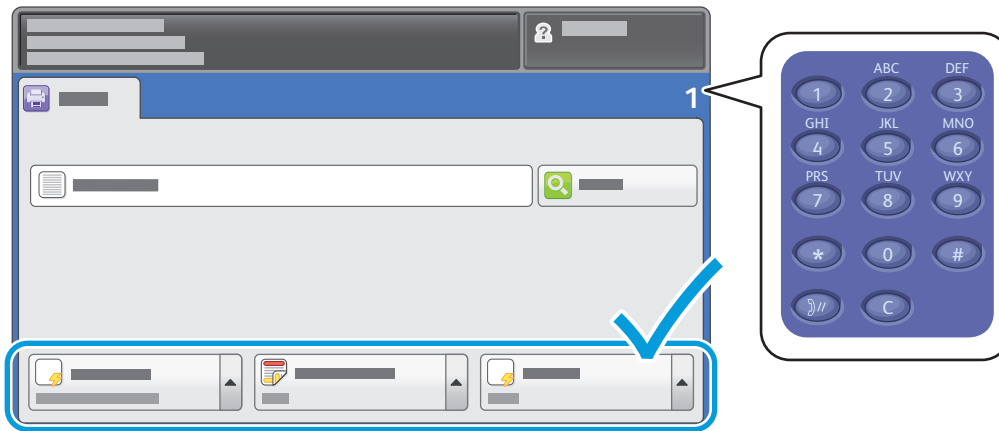 ?
1
ABC DEF
1 2 3
GHI JKL MNO
4 5 6
PRS TUV WXY
7 8 9
* 0 #
C